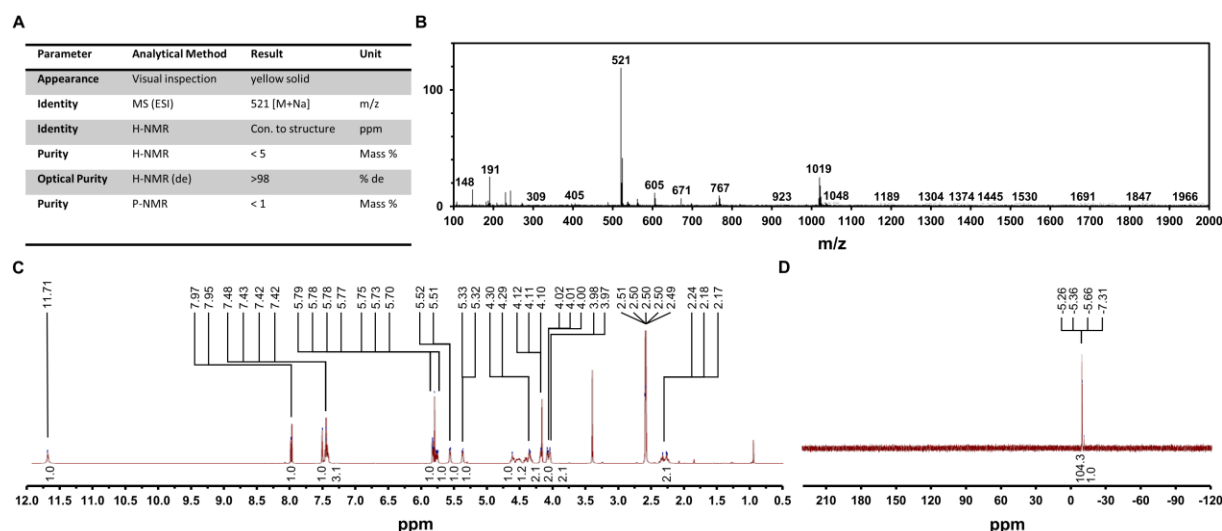 A
Parameter Analytical Method Result Unit
Appearance Visual inspection yellow solid
Identity MS (ESI) 521 [M+Na] m/z
Identity H-NMR Con. to structure ppm
Purity H-NMR < 5 Mass %
Optical Purity H-NMR (de) >98 % de
Purity P-NMR < 1 Mass %
B
100
0
521
148 191 309 405 605 671 767 923 1019 1048 1189 1304 1374 1445 1530 1691 1847 1966
100 200 300 400 500 600 700 800 900 1000 1100 1200 1300 1400 1500 1600 1700 1800 1900 2000
m/z
C
11.71 7.97 7.95 7.48 7.43 7.42 7.42 5.79 5.78 5.78 5.77 5.75 5.73 5.70 5.52 5.51 5.33 5.32 4.30 4.29 4.12 4.11 4.10 4.02 4.01 4.00 3.98 3.97 2.51 2.50 2.50 2.50 2.49 2.24 2.18 2.17
1.0 1.0 1.0 3.1 1.0 1.0 1.0 1.0 1.0 1.2 2.1 2.0 2.1 2.1
12.0 11.5 11.0 10.5 10.0 9.5 9.0 8.5 8.0 7.5 7.0 6.5 6.0 5.5 5.0 4.5 4.0 3.5 3.0 2.5 2.0 1.5 1.0 0.5
ppm
D
-5.26 -5.36 -5.66 -7.31
104.3 1.0
210 180 150 120 90 60 30 0 -30 -60 -90 -120
ppm